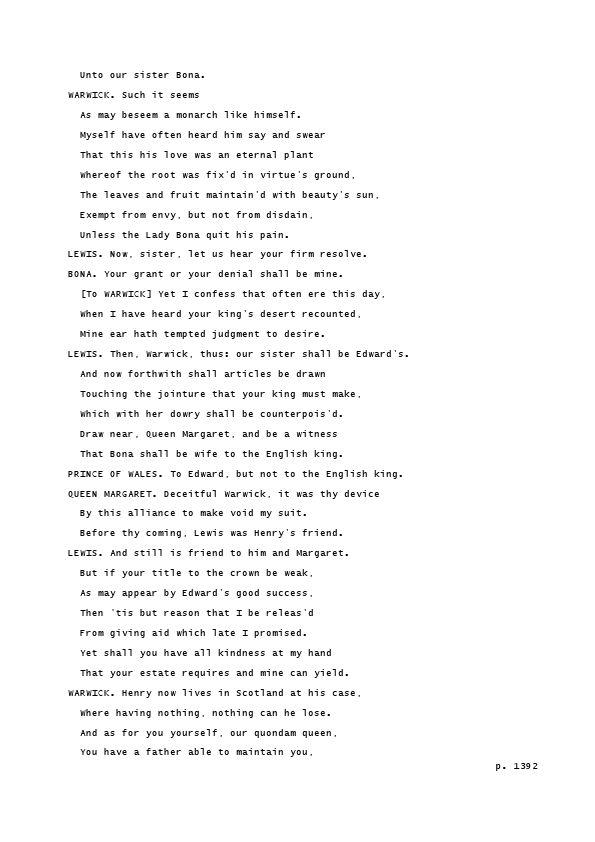 Unto our sister Bona.
WARWICK. Such it seems
As may beseem a monarch like himself.
Myself have often heard him say and swear
That this his love was an eternal plant
Whereof the root was fix'd in virtue's ground,
The leaves and fruit maintain'd with beauty's sun,
Exempt from envy, but not from disdain,
Unless the Lady Bona quit his pain.
LEWIS. Now, sister, let us hear your firm resolve.
BONA. Your grant or your denial shall be mine.
[To WARWICK] Yet I confess that often ere this day,
When I have heard your king's desert recounted,
Mine ear hath tempted judgment to desire.
LEWIS. Then, Warwick, thus: our sister shall be Edward's.
And now forthwith shall articles be drawn
Touching the jointure that your king must make,
Which with her dowry shall be counterpois'd.
Draw near, Queen Margaret, and be a witness
That Bona shall be wife to the English king.
PRINCE OF WALES. To Edward, but not to the English king.
QUEEN MARGARET. Deceitful Warwick, it was thy device
By this alliance to make void my suit.
Before thy coming, Lewis was Henry's friend.
LEWIS. And still is friend to him and Margaret.
But if your title to the crown be weak,
As may appear by Edward's good success,
Then 'tis but reason that I be releas'd
From giving aid which late I promised.
Yet shall you have all kindness at my hand
That your estate requires and mine can yield.
WARWICK. Henry now lives in Scotland at his case,
Where having nothing, nothing can he lose.
And as for you yourself, our quondam queen,
You have a father able to maintain you,
p. 1392